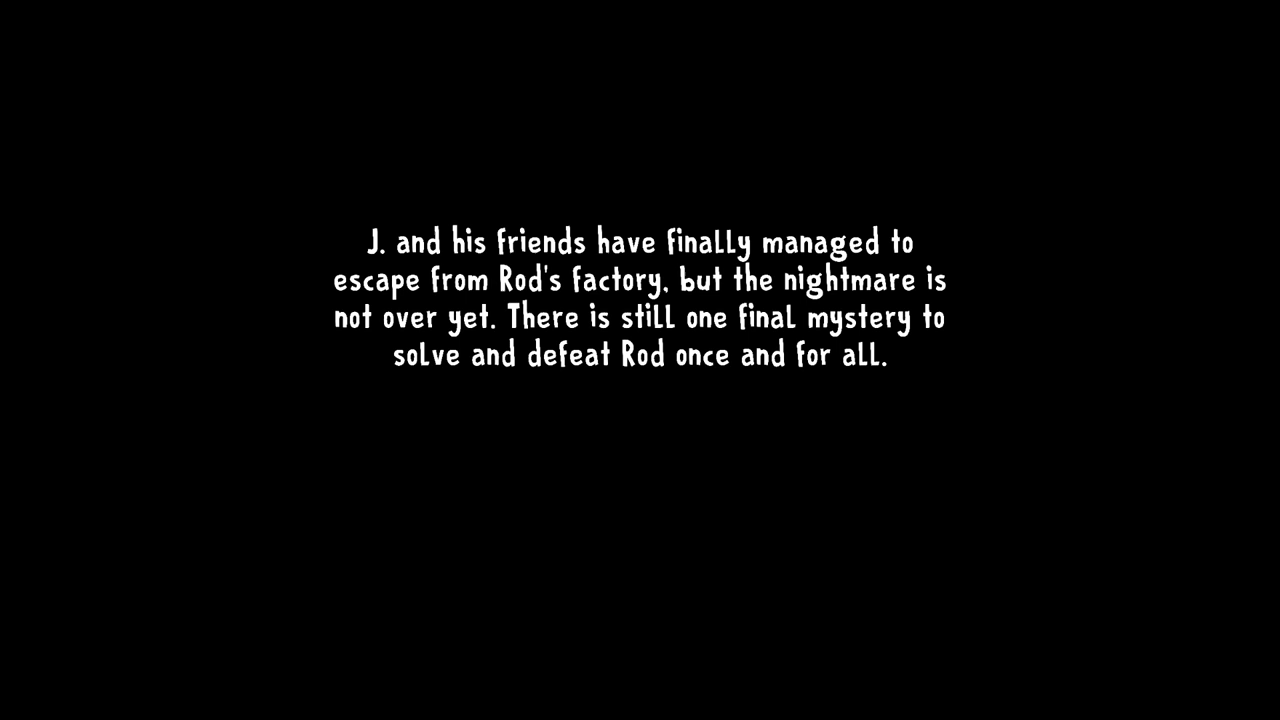 J. and his friends have finally managed to
escape from Rod's factory, but the nightmare is
not over yet. There is still one final mystery to
solve and defeat Rod once and for all.